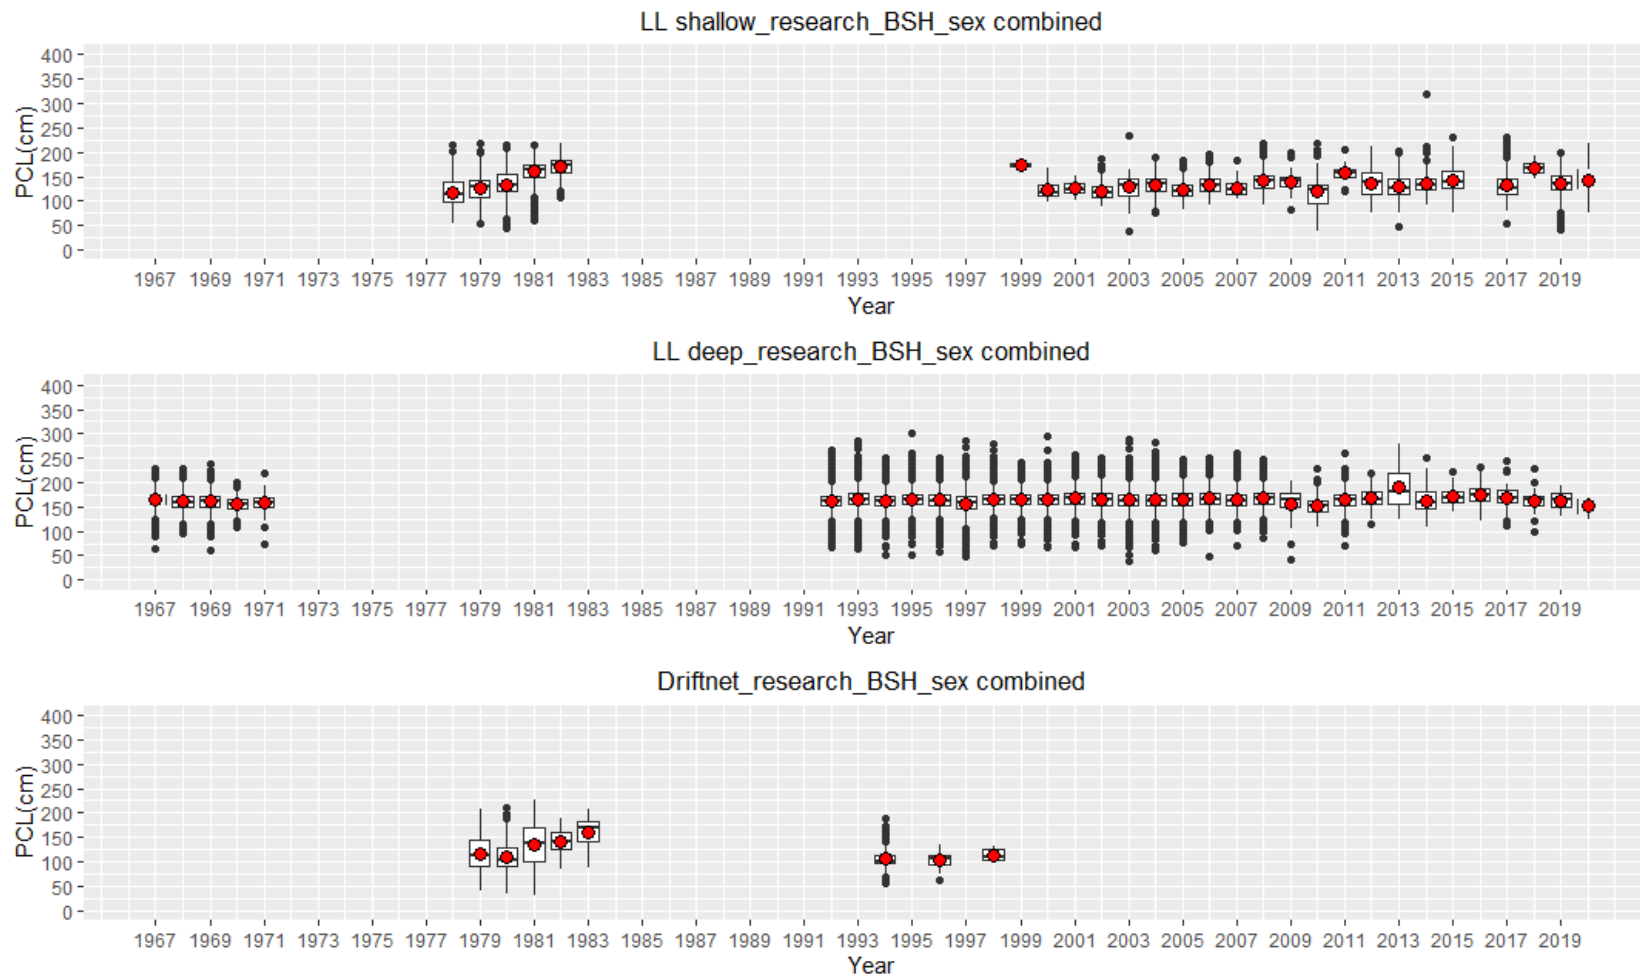 LL shallow_research_BSH_sex combined
PCL(cm)
400
350
300
250
200
150
100
50
0
1967 1969 1971 1973 1975 1977 1979 1981 1983 1985 1987 1989 1991 1993 1995 1997 1999 2001 2003 2005 2007 2009 2011 2013 2015 2017 2019
Year
LL deep_research_BSH_sex combined
PCL(cm)
400
350
300
250
200
150
100
50
0
1967 1969 1971 1973 1975 1977 1979 1981 1983 1985 1987 1989 1991 1993 1995 1997 1999 2001 2003 2005 2007 2009 2011 2013 2015 2017 2019
Year
Driftnet_research_BSH_sex combined
PCL(cm)
400
350
300
250
200
150
100
50
0
1967 1969 1971 1973 1975 1977 1979 1981 1983 1985 1987 1989 1991 1993 1995 1997 1999 2001 2003 2005 2007 2009 2011 2013 2015 2017 2019
Year